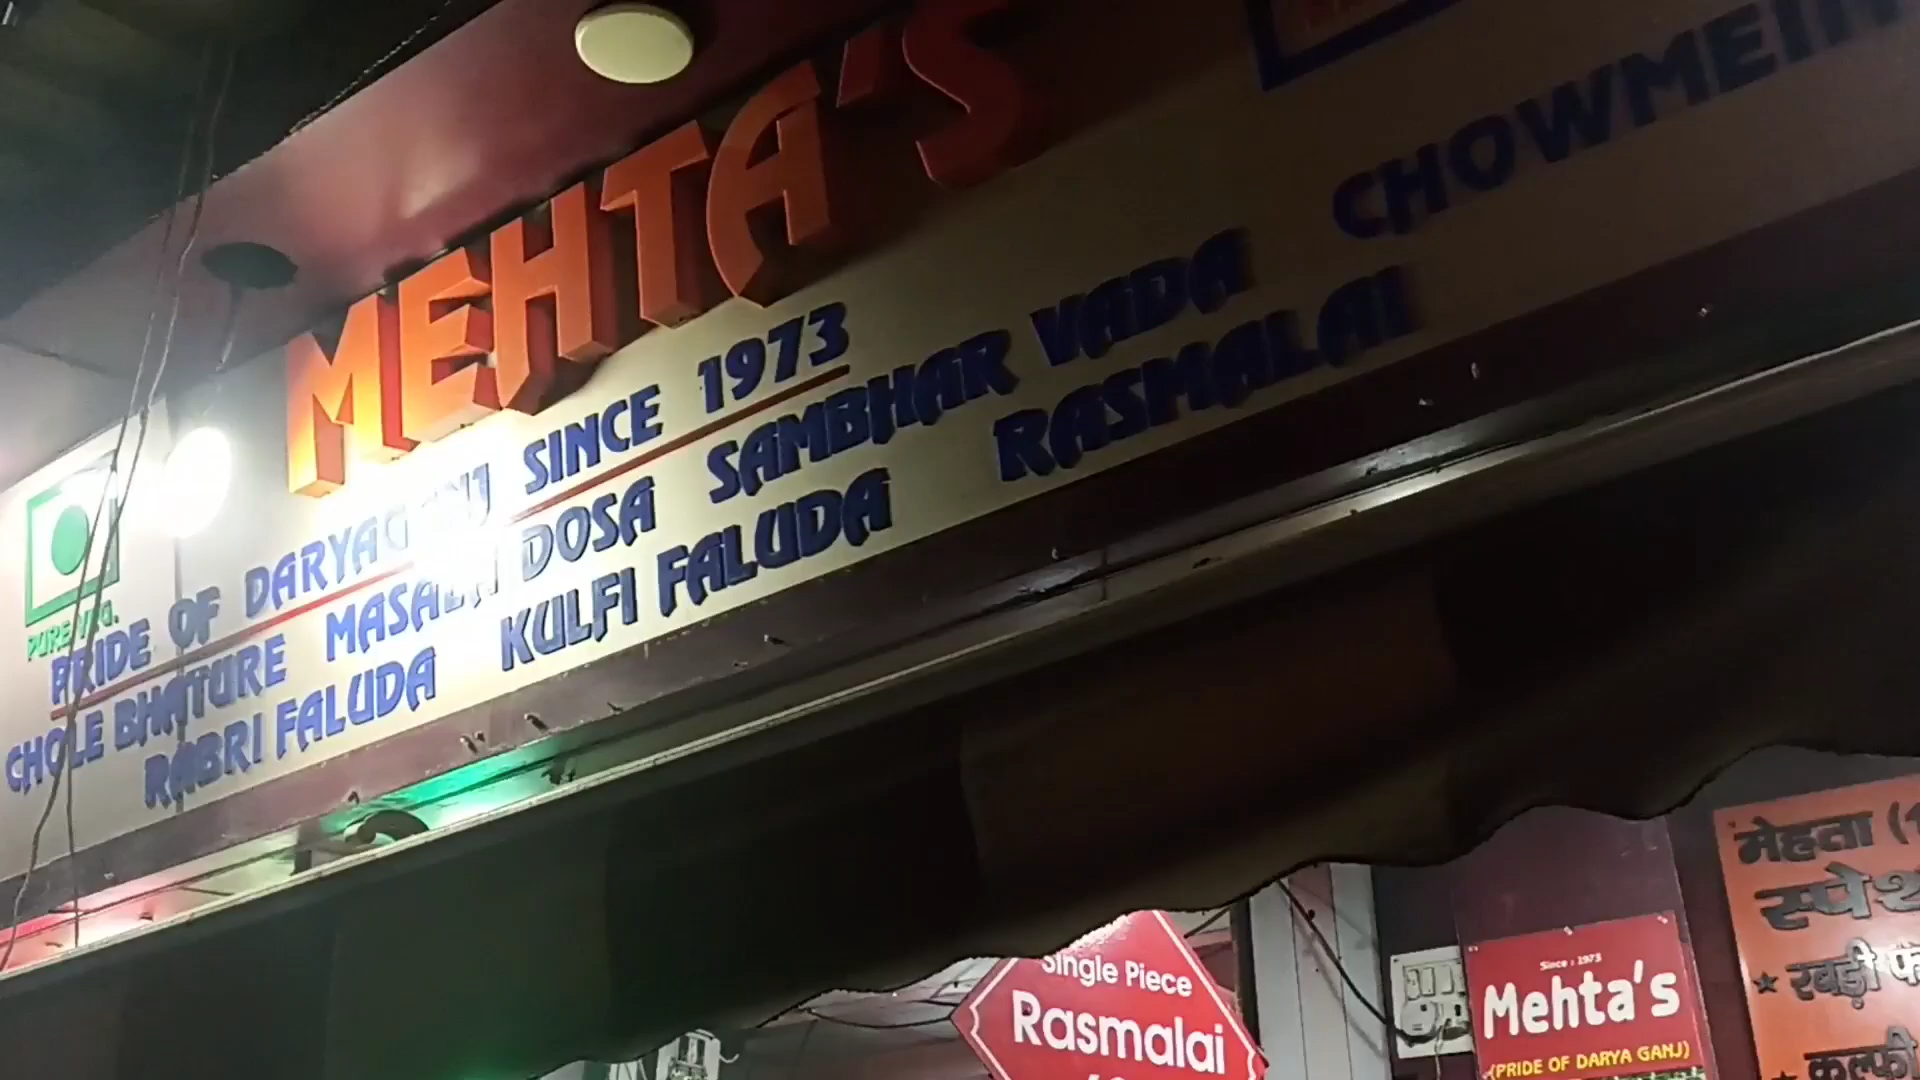 MEHTA'S
PURE VEG.
PRIDE OF DARYAGANJ SINCE 1973
CHOLE BHATURE MASALA DOSA SAMBHAR VADA CHOWMEIN
RABRI FALUDA KULFI FALUDA RASMALAI
Single Piece
Rasmalai
Since : 1973
Mehta's
(PRIDE OF DARYA GANJ)
मेहता
रबड़ी
कुल्फी